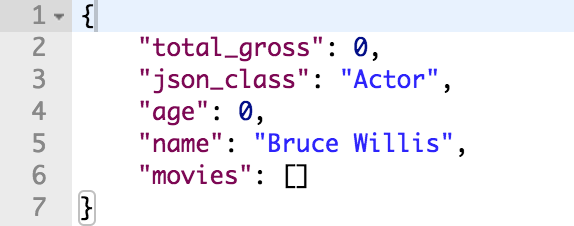 1 {
2 "total_gross": 0,
3 "json_class": "Actor",
4 "age": 0,
5 "name": "Bruce Willis",
6 "movies": []
7 }